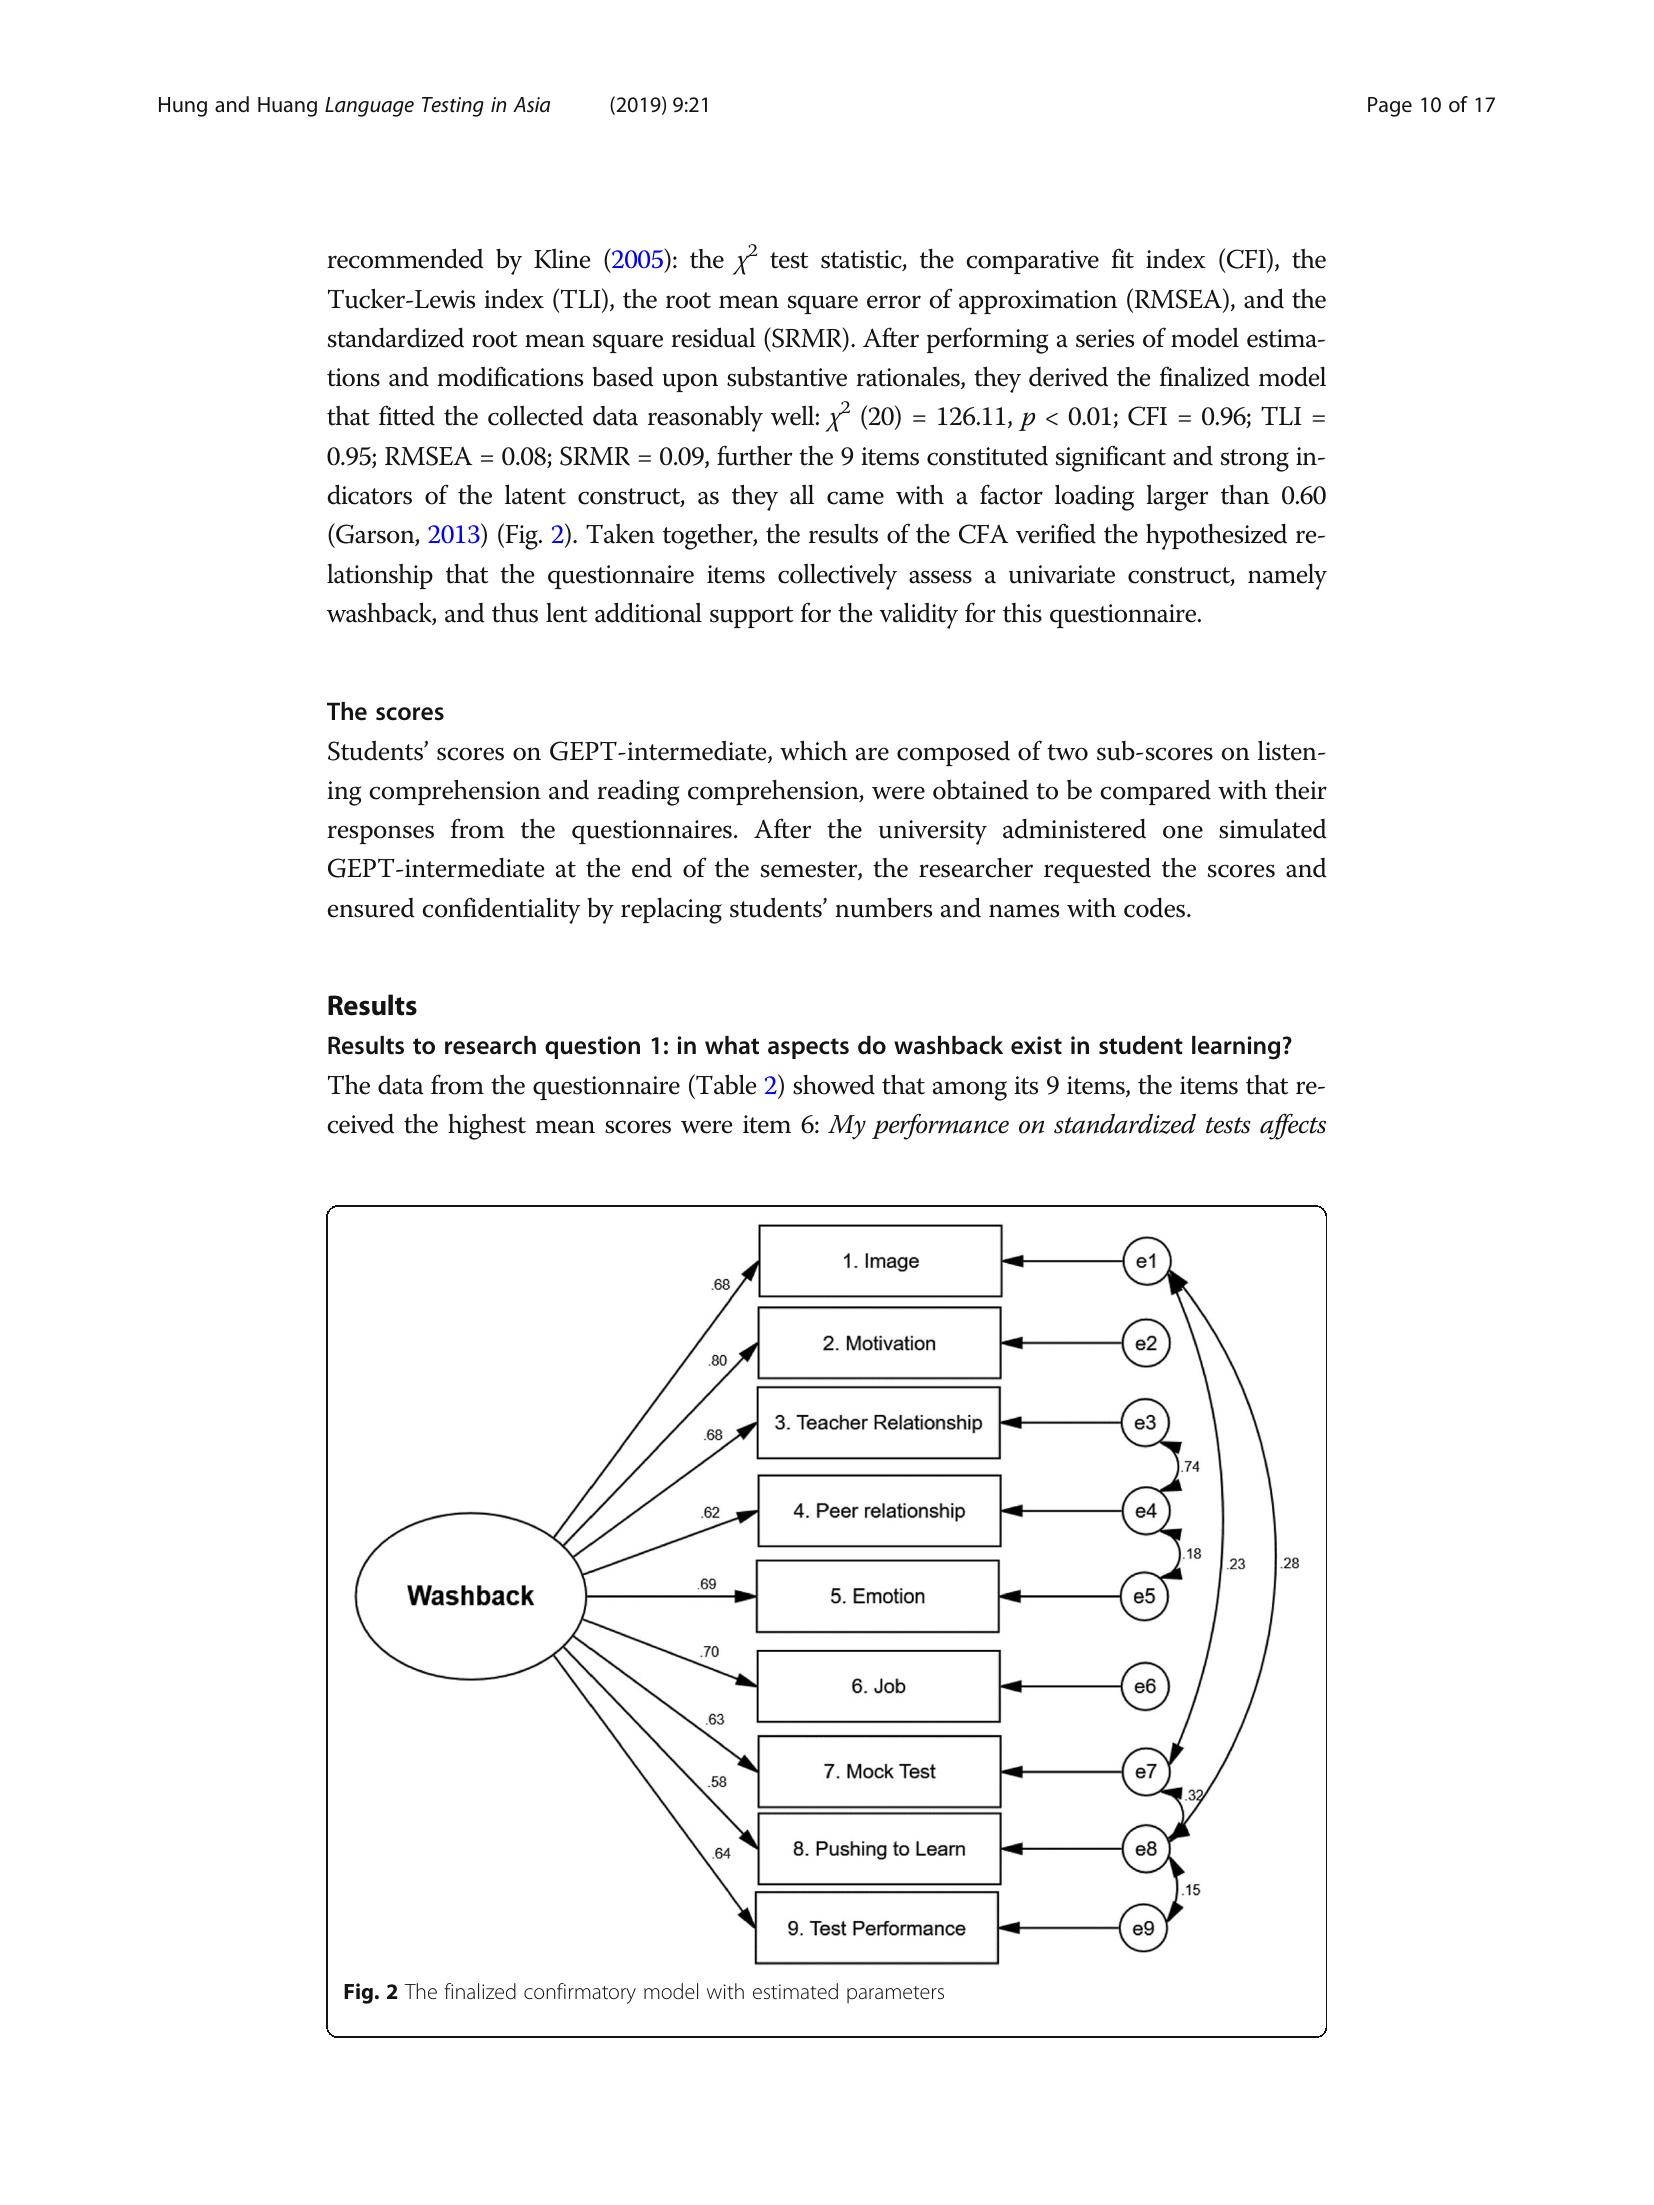 Hung and Huang Language Testing in Asia (2019) 9:21 Page 10 of 17
recommended by Kline (2005): the χ2 test statistic, the comparative fit index (CFI), the
Tucker-Lewis index (TLI), the root mean square error of approximation (RMSEA), and the
standardized root mean square residual (SRMR). After performing a series of model estima-
tions and modifications based upon substantive rationales, they derived the finalized model
that fitted the collected data reasonably well: χ2 (20) = 126.11, p < 0.01; CFI = 0.96; TLI =
0.95; RMSEA = 0.08; SRMR = 0.09, further the 9 items constituted significant and strong in-
dicators of the latent construct, as they all came with a factor loading larger than 0.60
(Garson, 2013) (Fig. 2). Taken together, the results of the CFA verified the hypothesized re-
lationship that the questionnaire items collectively assess a univariate construct, namely
washback, and thus lent additional support for the validity for this questionnaire.
The scores
Students’ scores on GEPT-intermediate, which are composed of two sub-scores on listen-
ing comprehension and reading comprehension, were obtained to be compared with their
responses from the questionnaires. After the university administered one simulated
GEPT-intermediate at the end of the semester, the researcher requested the scores and
ensured confidentiality by replacing students’ numbers and names with codes.
Results
Results to research question 1: in what aspects do washback exist in student learning?
The data from the questionnaire (Table 2) showed that among its 9 items, the items that re-
ceived the highest mean scores were item 6: My performance on standardized tests affects
1. Image e1
.68
2. Motivation e2
.80
3. Teacher Relationship e3
.68
.74
4. Peer relationship e4
.62
.18
.23
.28
Washback
.69
5. Emotion e5
.70
6. Job e6
.63
7. Mock Test e7
.58
.32
8. Pushing to Learn e8
.64
.15
9. Test Performance e9
Fig. 2 The finalized confirmatory model with estimated parameters